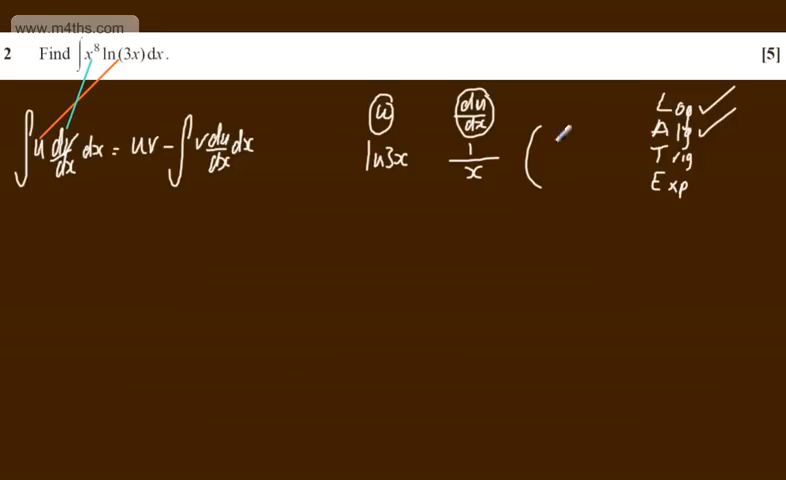 www.m4ths.com
2 Find ∫x⁸ ln(3x) dx. [5]
∫u dv/dx dx = uv - ∫v du/dx dx
u du/dx
ln3x 1/x (
Log ✓
Alg ✓
Trig
Exp